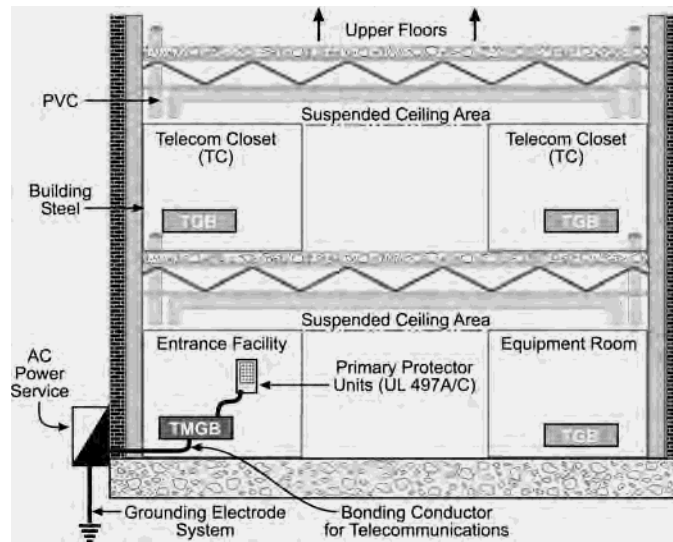 Upper Floors
PVC
Suspended Ceiling Area
Telecom Closet
(TC)
Telecom Closet
(TC)
Building
Steel
TGB
TGB
Suspended Ceiling Area
Entrance Facility
Equipment Room
AC
Power
Service
Primary Protector
Units (UL 497A/C)
TMGB
TGB
Grounding Electrode
System
Bonding Conductor
for Telecommunications